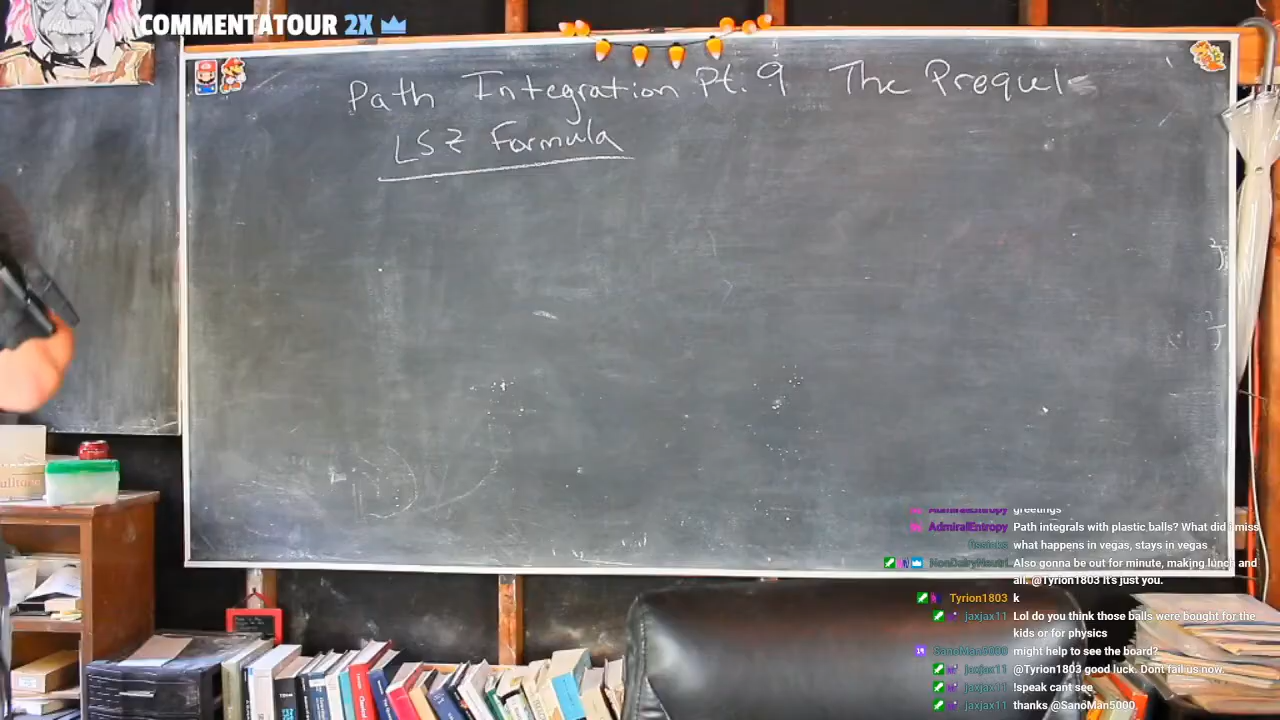 COMMENTATOUR 2X
Path Integration Pt. 9 The Prequel
LSZ Formula
AdmiralEntropy greetings
AdmiralEntropy Path integrals with plastic balls? What did I miss
what happens in vegas, stays in vegas
Also gonna be out for minute, making lunch and
all. @Tyrion1803 It's just you.
Tyrion1803 k
jaxjax11 Lol do you think those balls were bought for the
kids or for physics
SanoMan5000 might help to see the board?
jaxjax11 @Tyrion1803 good luck. Dont fail us now.
jaxjax11 !speak cant see
jaxjax11 thanks @SanoMan5000,